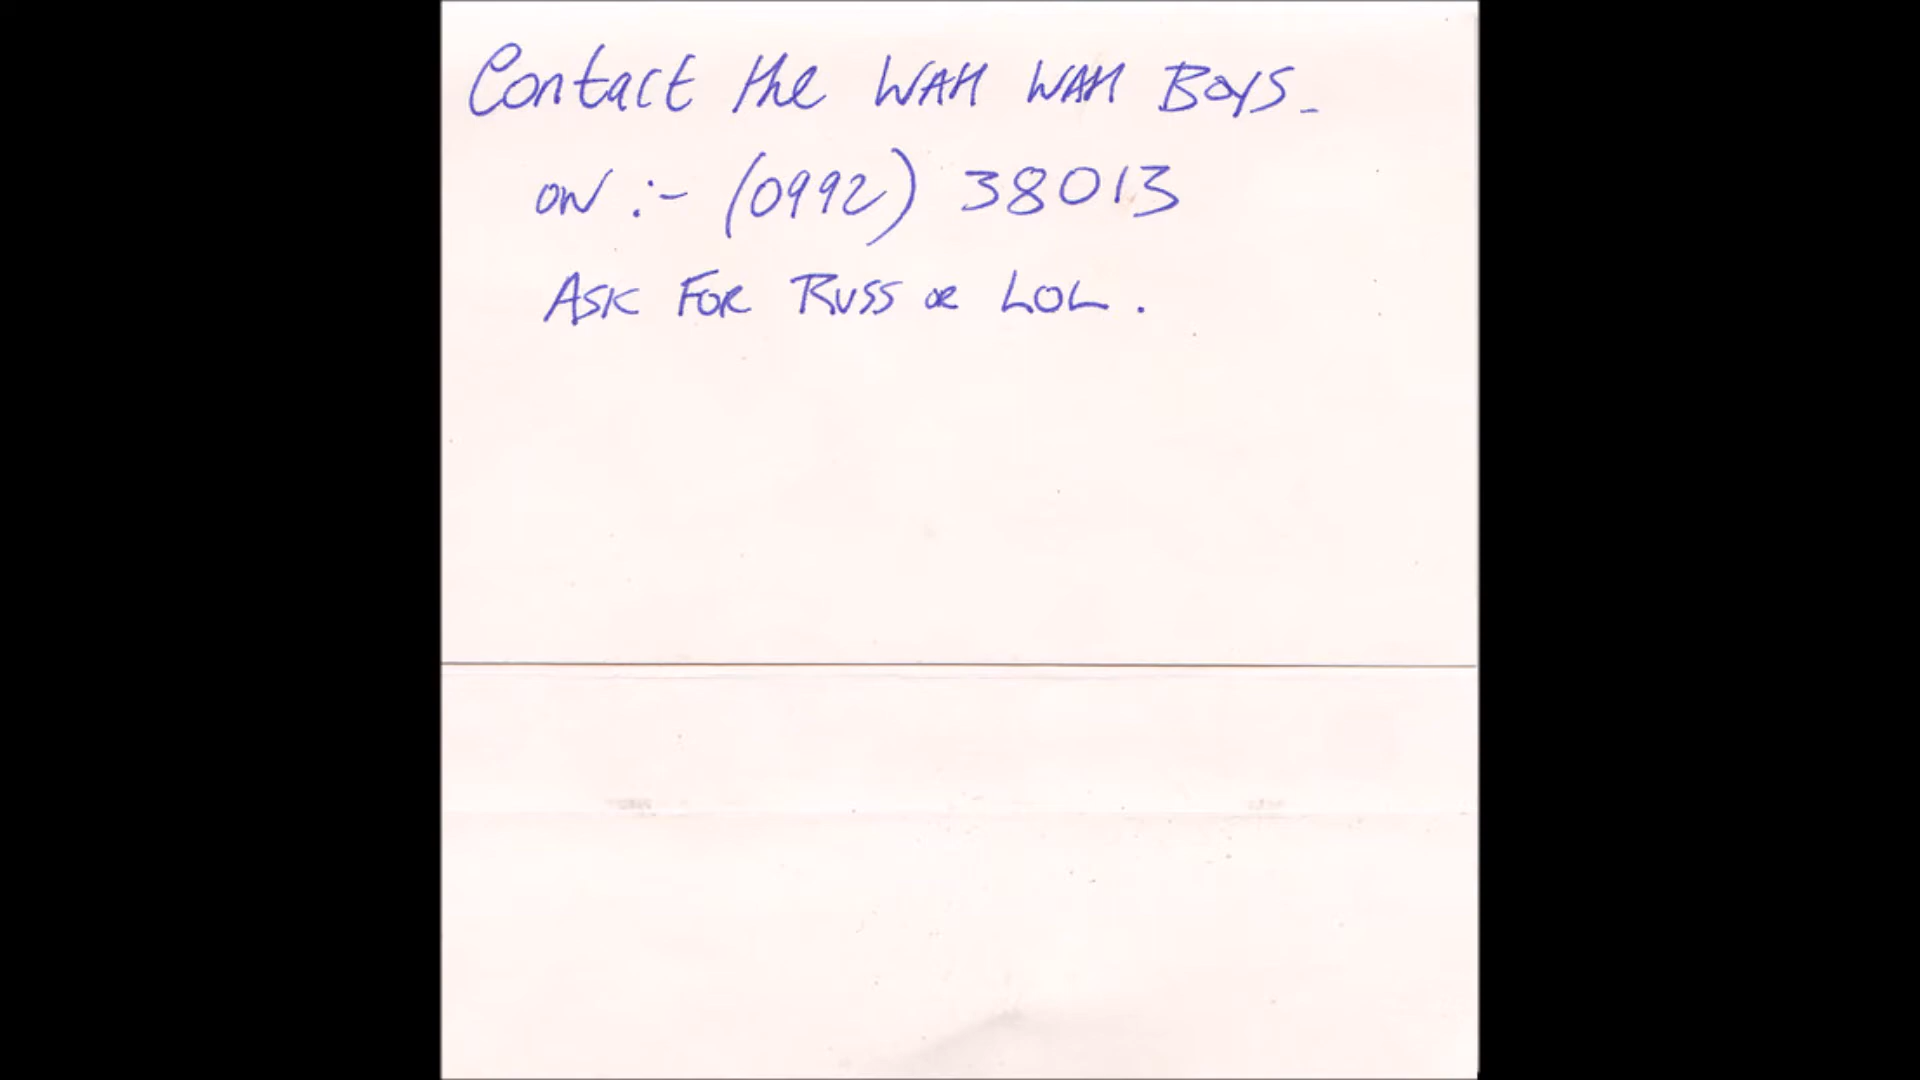 Contact the WAH WAH BOYS.
ON :- (0992) 38013
ASK FOR RUSS OR LOL.